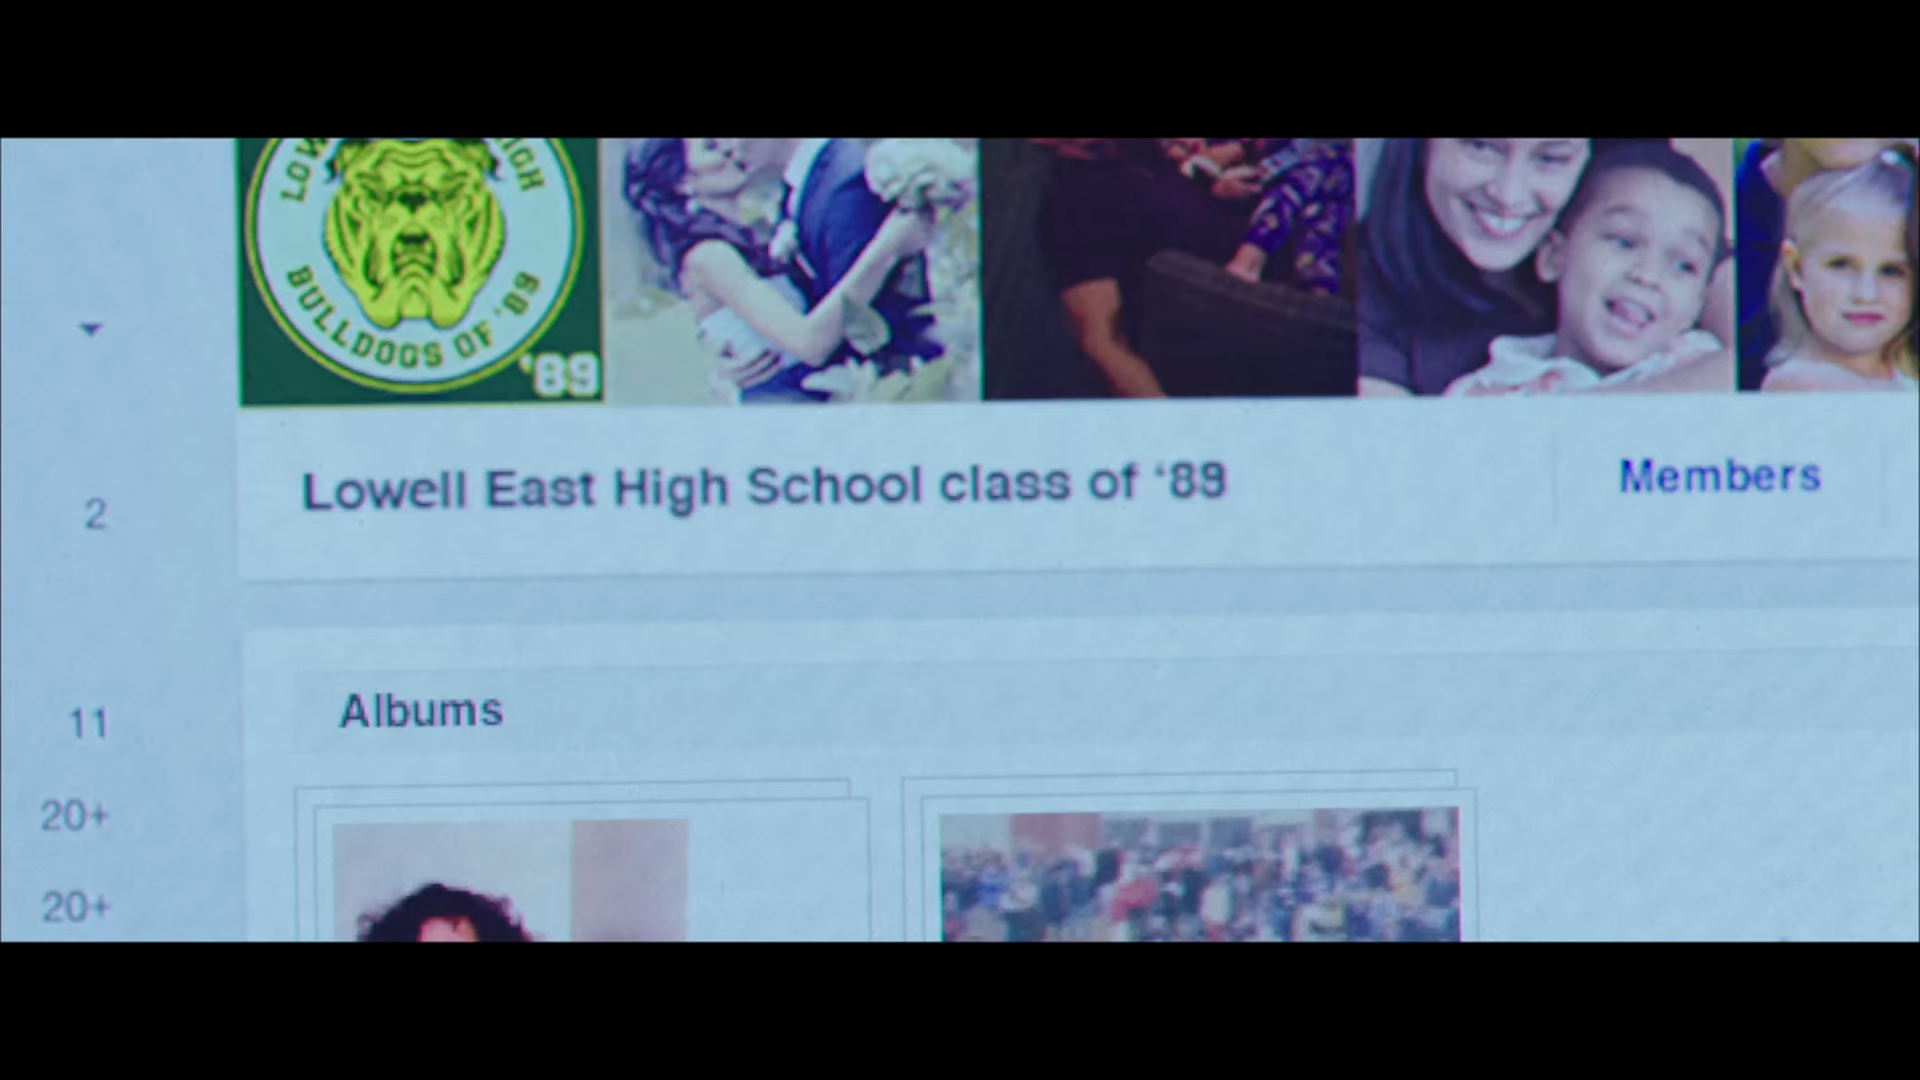 BULLDOGS OF '89
'89
Lowell East High School class of ‘89
Members
2
Albums
11
20+
20+